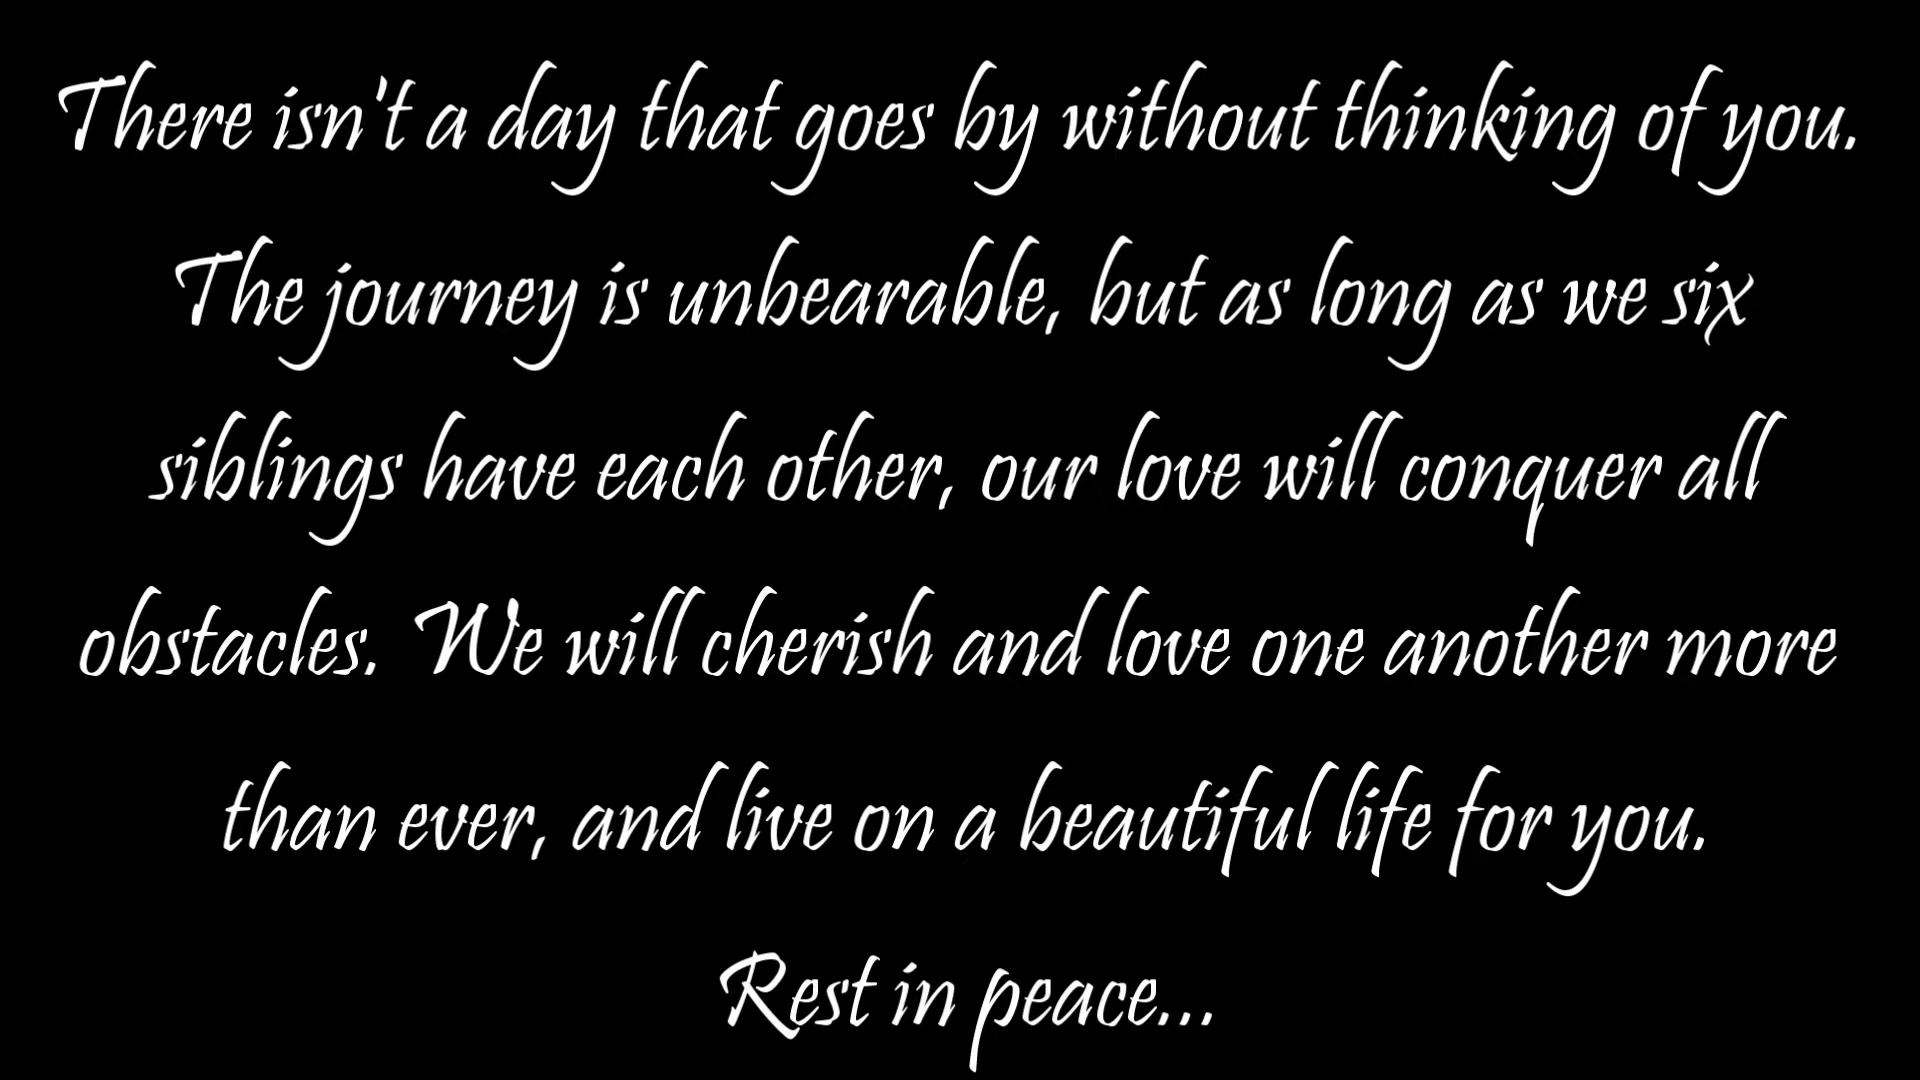 There isn't a day that goes by without thinking of you.
The journey is unbearable, but as long as we six
siblings have each other, our love will conquer all
obstacles.  We will cherish and love one another more
than ever, and live on a beautiful life for you.
Rest in peace...